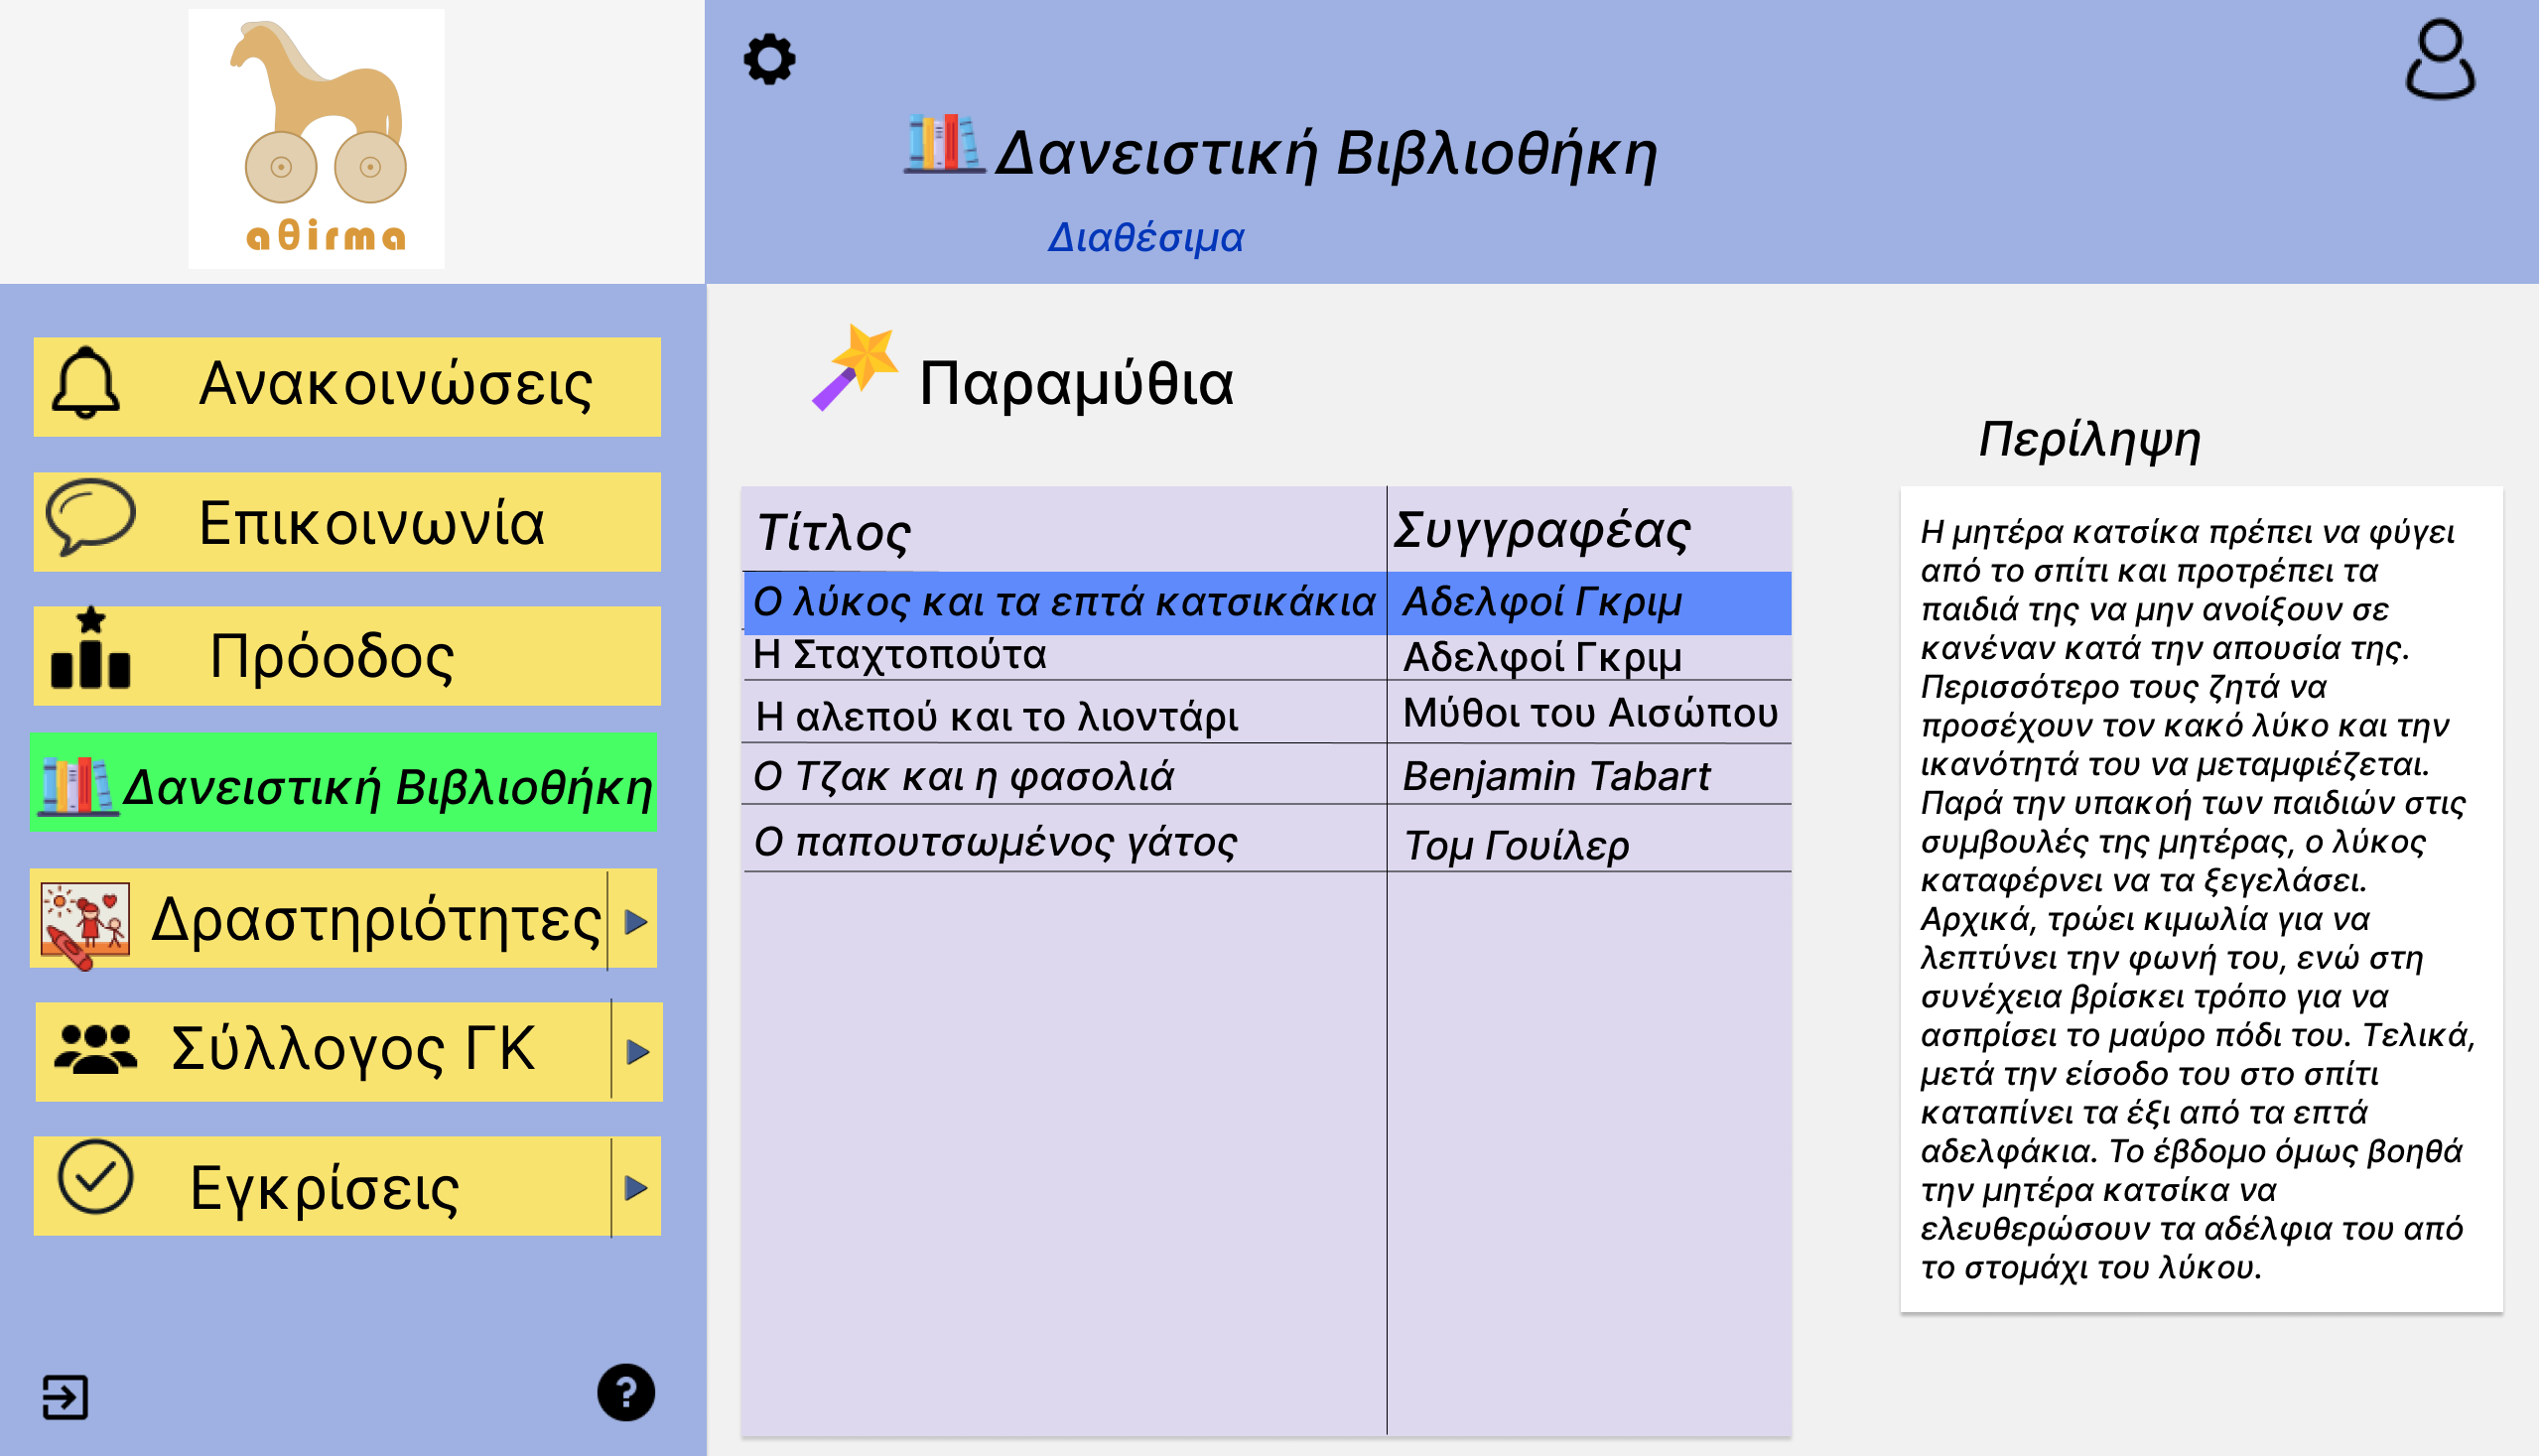 αθirma
Δανειστική Βιβλιοθήκη
Διαθέσιμα
Ανακοινώσεις
Επικοινωνία
Πρόοδος
Δανειστική Βιβλιοθήκη
Δραστηριότητες
Σύλλογος ΓΚ
Εγκρίσεις
?
Παραμύθια
Τίτλος Συγγραφέας
Ο λύκος και τα επτά κατσικάκια Αδελφοί Γκριμ
Η Σταχτοπούτα Αδελφοί Γκριμ
Η αλεπού και το λιοντάρι Μύθοι του Αισώπου
Ο Τζακ και η φασολιά Benjamin Tabart
Ο παπουτσωμένος γάτος Τομ Γουίλερ
Περίληψη
Η μητέρα κατσίκα πρέπει να φύγει
από το σπίτι και προτρέπει τα
παιδιά της να μην ανοίξουν σε
κανέναν κατά την απουσία της.
Περισσότερο τους ζητά να
προσέχουν τον κακό λύκο και την
ικανότητά του να μεταμφιέζεται.
Παρά την υπακοή των παιδιών στις
συμβουλές της μητέρας, ο λύκος
καταφέρνει να τα ξεγελάσει.
Αρχικά, τρώει κιμωλία για να
λεπτύνει την φωνή του, ενώ στη
συνέχεια βρίσκει τρόπο για να
ασπρίσει το μαύρο πόδι του. Τελικά,
μετά την είσοδο του στο σπίτι
καταπίνει τα έξι από τα επτά
αδελφάκια. Το έβδομο όμως βοηθά
την μητέρα κατσίκα να
ελευθερώσουν τα αδέλφια του από
το στομάχι του λύκου.